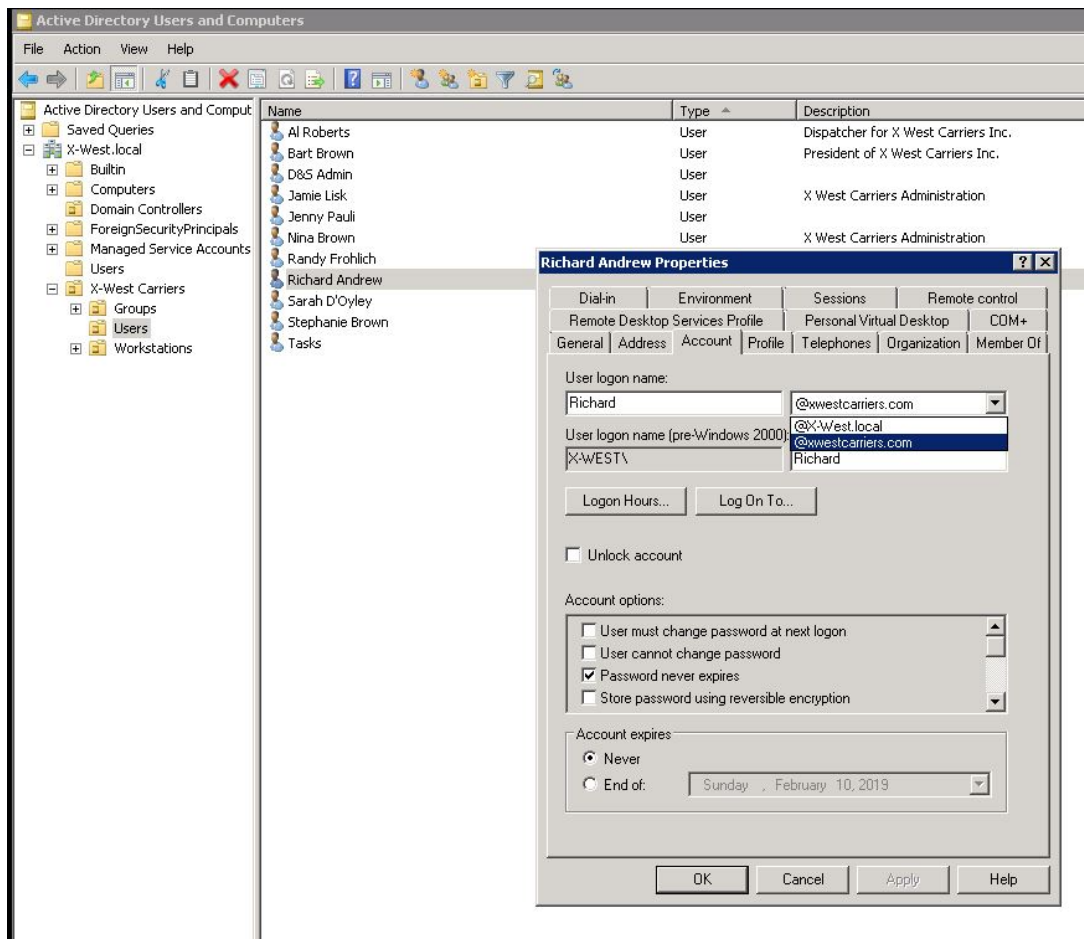 Active Directory Users and Computers
File Action View Help
Active Directory Users and Comput
Saved Queries
X-West.local
Builtin
Computers
Domain Controllers
ForeignSecurityPrincipals
Managed Service Accounts
Users
X-West Carriers
Groups
Users
Workstations
Name Type Description
Al Roberts User Dispatcher for X West Carriers Inc.
Bart Brown User President of X West Carriers Inc.
D&S Admin User
Jamie Lisk User X West Carriers Administration
Jenny Pauli User
Nina Brown User X West Carriers Administration
Randy Frohlich
Richard Andrew
Sarah D'Oyley
Stephanie Brown
Tasks
Richard Andrew Properties
Dial-in Environment Sessions Remote control
Remote Desktop Services Profile Personal Virtual Desktop COM+
General Address Account Profile Telephones Organization Member Of
User logon name:
Richard @xwestcarriers.com
@X-West.local
User logon name (pre-Windows 2000): @xwestcarriers.com
X-WEST\ Richard
Logon Hours... Log On To...
Unlock account
Account options:
User must change password at next logon
User cannot change password
Password never expires
Store password using reversible encryption
Account expires
Never
End of: Sunday , February 10, 2019
OK Cancel Apply Help